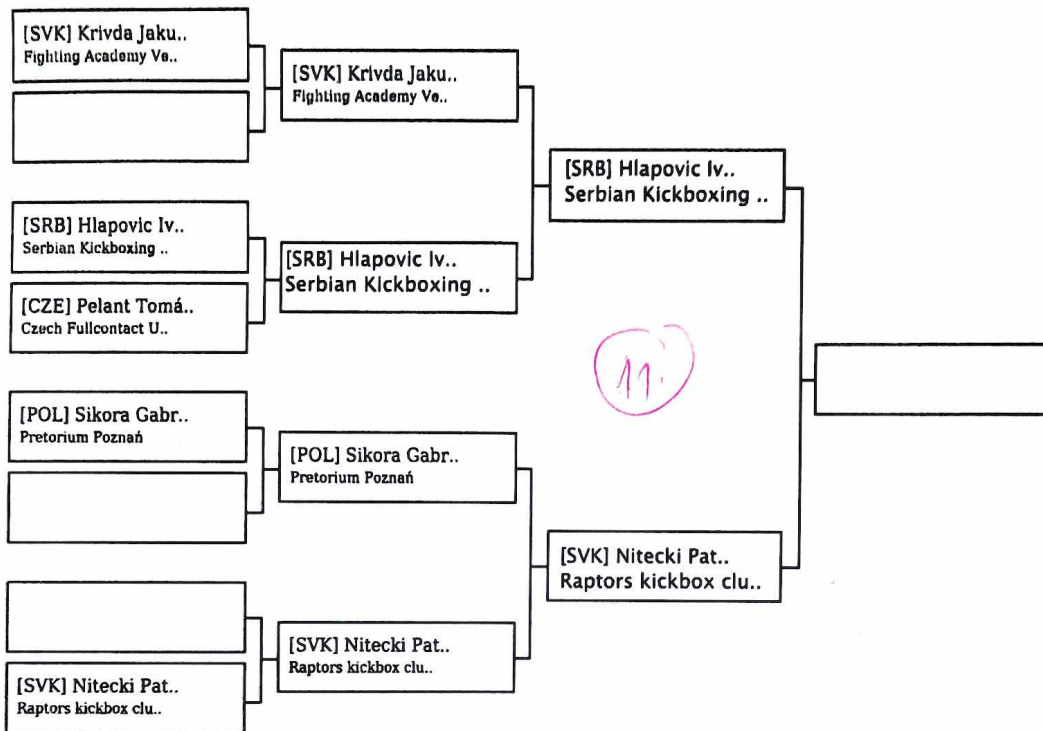 [SVK] Krivda Jaku..
Fighting Academy Ve..
[SRB] Hlapovic Iv..
Serbian Kickboxing ..
[CZE] Pelant Tomá..
Czech Fullcontact U..
[POL] Sikora Gabr..
Pretorium Poznań
[SVK] Nitecki Pat..
Raptors kickbox clu..
[SVK] Krivda Jaku..
Fighting Academy Ve..
[SRB] Hlapovic Iv..
Serbian Kickboxing ..
[POL] Sikora Gabr..
Pretorium Poznań
[SVK] Nitecki Pat..
Raptors kickbox clu..
[SRB] Hlapovic Iv..
Serbian Kickboxing ..
11
[SVK] Nitecki Pat..
Raptors kickbox clu..